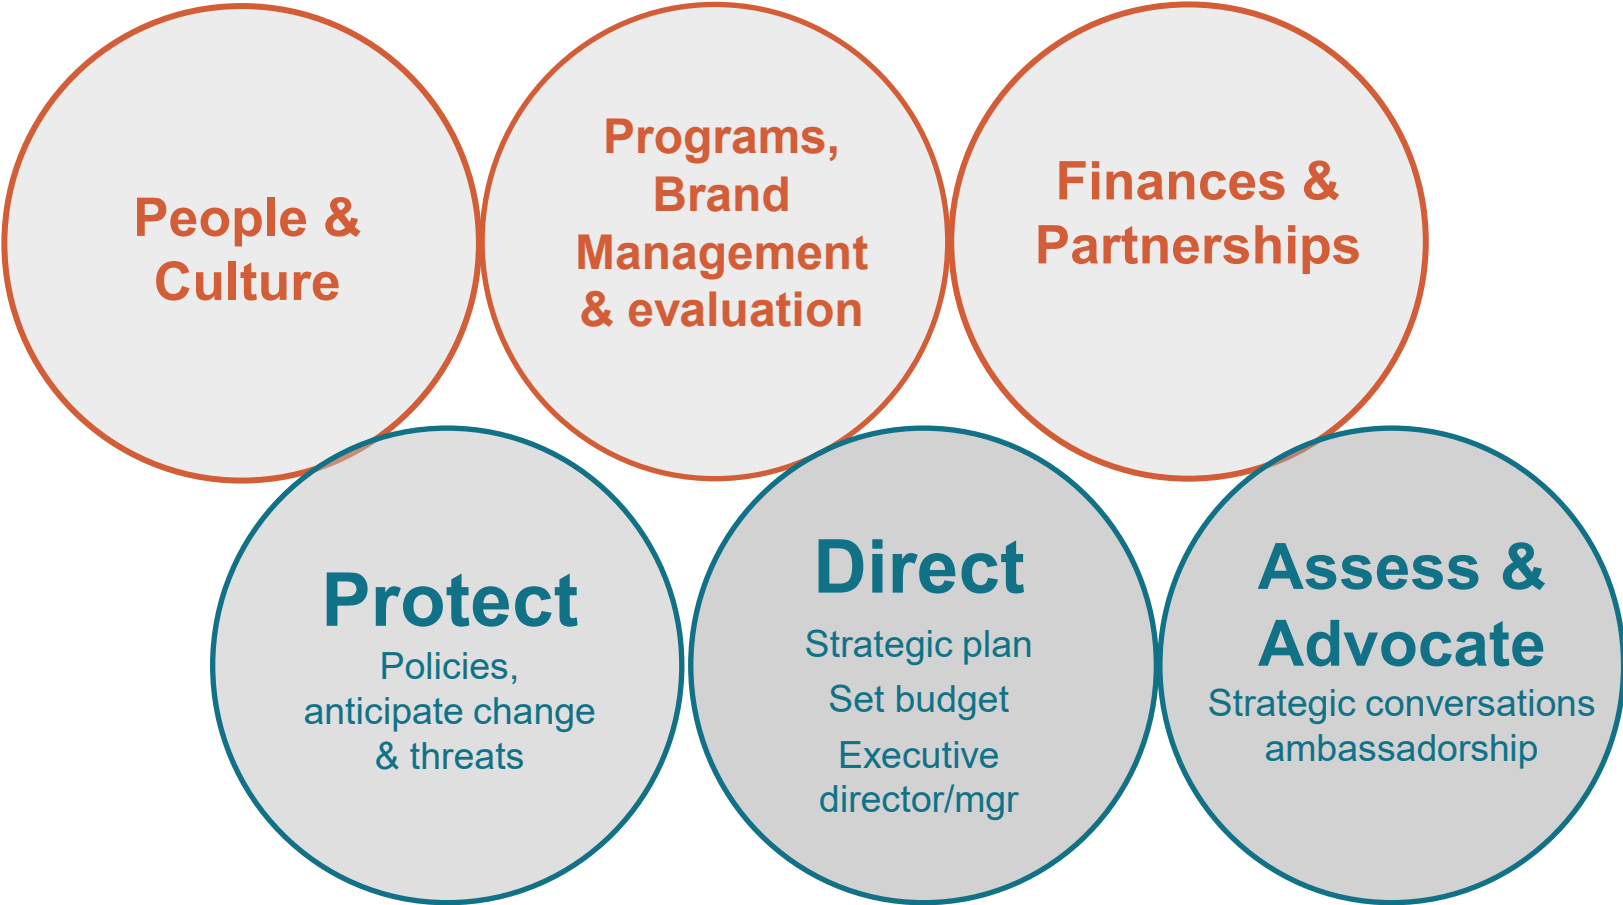 People &
Culture
Programs,
Brand
Management
& evaluation
Finances &
Partnerships
Protect
Policies,
anticipate change
& threats
Direct
Strategic plan
Set budget
Executive
director/mgr
Assess &
Advocate
Strategic conversations
ambassadorship